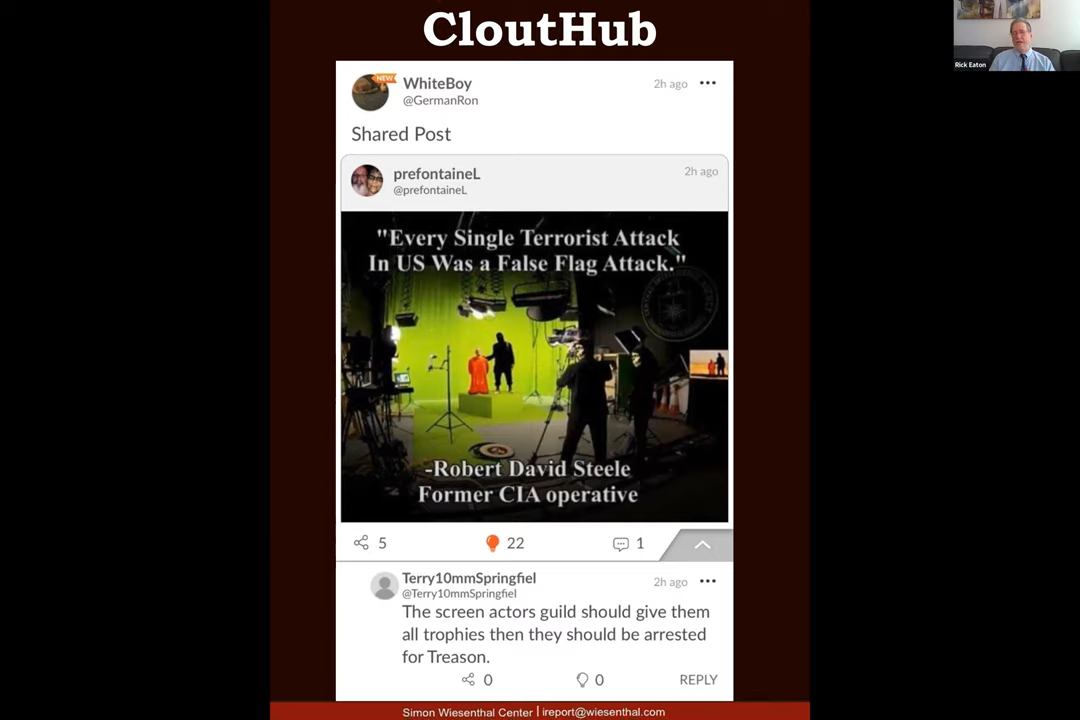 CloutHub
Rick Eaton
NEW
WhiteBoy
2h ago
@GermanRon
Shared Post
prefontaineL
2h ago
@prefontaineL
"Every Single Terrorist Attack
In US Was a False Flag Attack."
-Robert David Steele
Former CIA operative
5
22
1
Terry10mmSpringfiel
2h ago
@Terry10mmSpringfiel
The screen actors guild should give them
all trophies then they should be arrested
for Treason.
0
0
REPLY
Simon Wiesenthal Center | ireport@wiesenthal.com